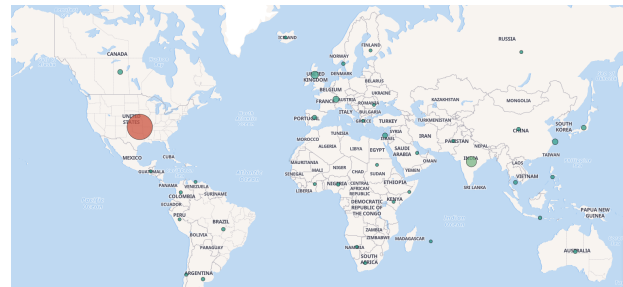 ICELAND
RUSSIA
FINLAND
NORWAY
CANADA
UNITED
KINGDOM
DENMARK
BELARUS
BELGIUM
UKRAINE
FRANCE
AUSTRIA
ROMANIA
KAZAKHSTAN
MONGOLIA
ITALY
BULGARIA
PORTUGAL
GREECE
TURKEY
TURKMENISTAN
UNITED
STATES
CHINA
SOUTH
KOREA
TUNISIA
SYRIA
IRAN
MOROCCO
ISRAEL
PAKISTAN
ALGERIA
LIBYA
EGYPT
SAUDI
ARABIA
NEPAL
TAIWAN
MEXICO
CUBA
MAURITANIA
OMAN
INDIA
LAOS
GUATEMALA
MALI
NIGER
CHAD
SUDAN
YEMEN
SENEGAL
VIETNAM
PANAMA
VENEZUELA
LIBERIA
NIGERIA
CENTRAL
AFRICAN
REPUBLIC
ETHIOPIA
SRI LANKA
COLOMBIA
SURINAME
ECUADOR
DEMOCRATIC
REPUBLIC OF
THE CONGO
KENYA
PAPUA NEW
GUINEA
PERU
BRAZIL
BOLIVIA
ZAMBIA
ZIMBABWE
MADAGASCAR
PARAGUAY
NAMIBIA
AUSTRALIA
SOUTH
AFRICA
ARGENTINA